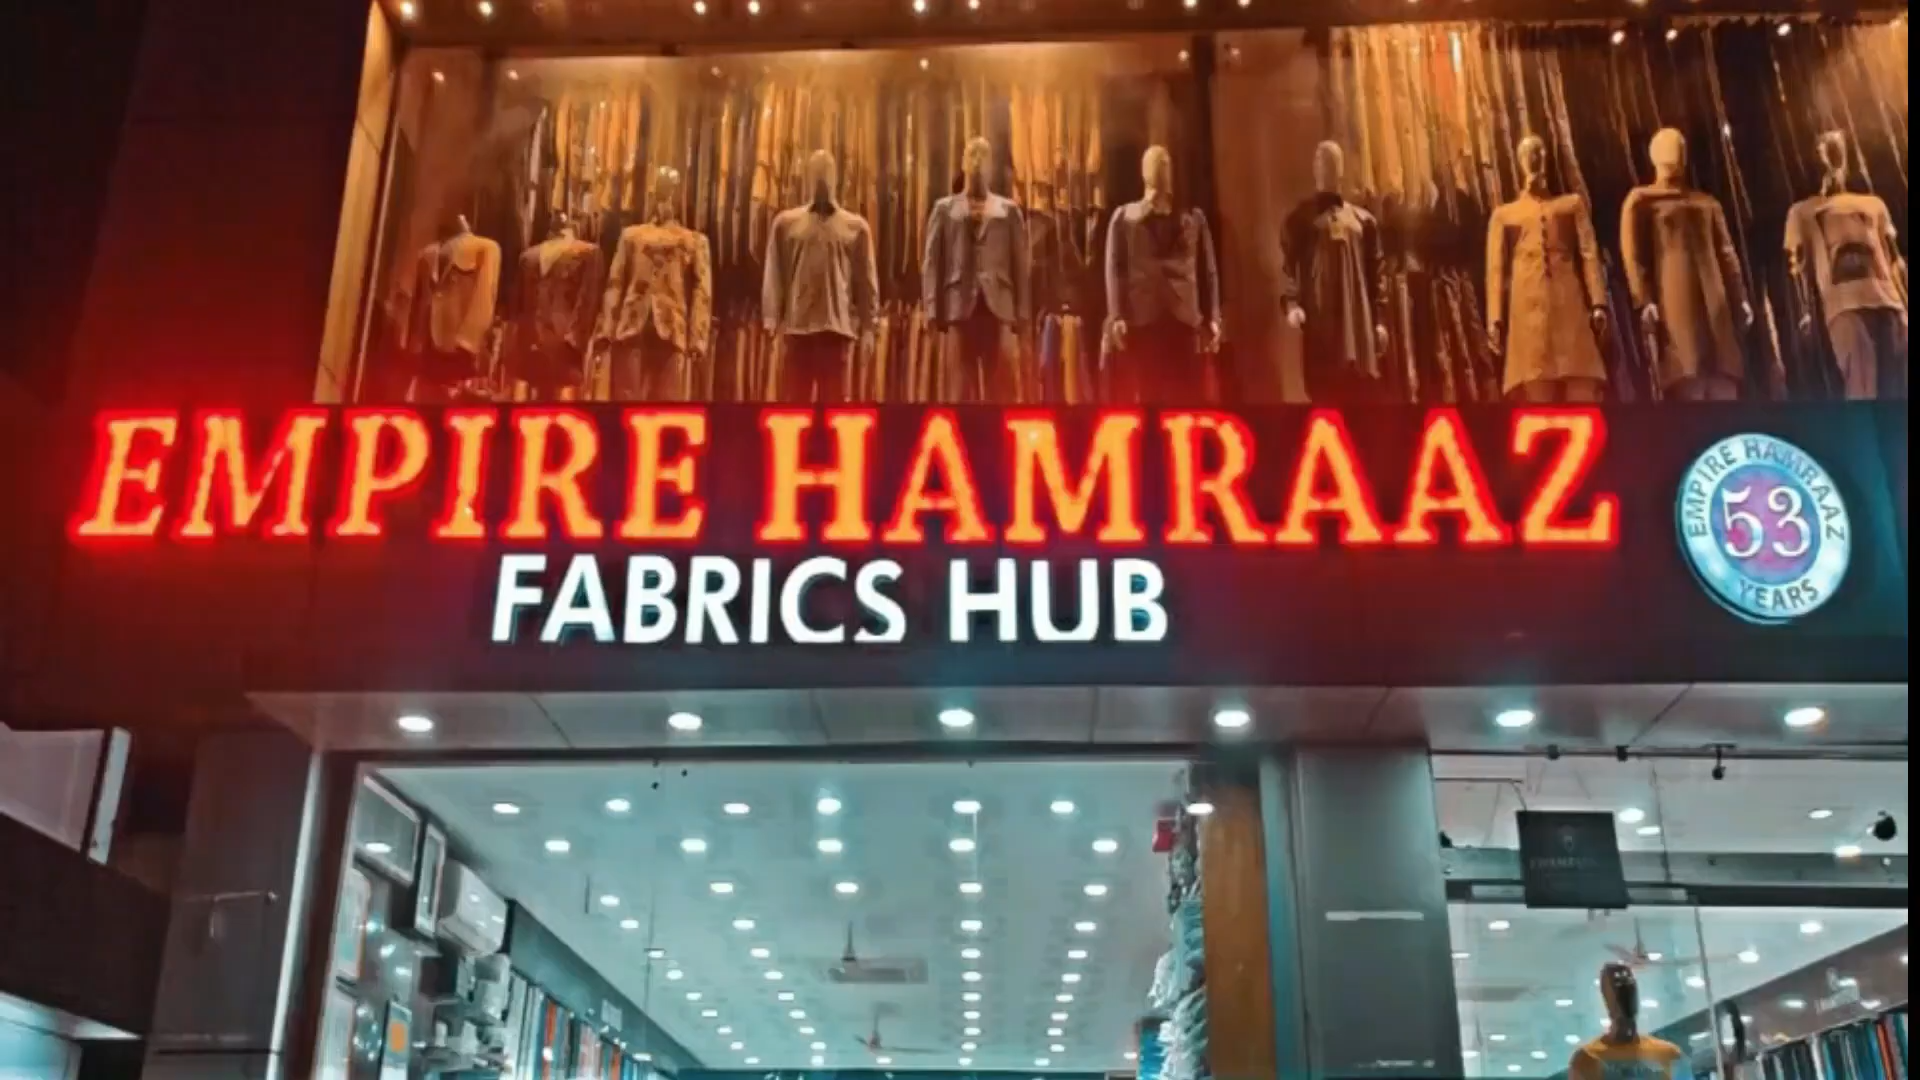 EMPIRE HAMRAAZ
FABRICS HUB
EMPIRE HAMRAAZ
53
YEARS